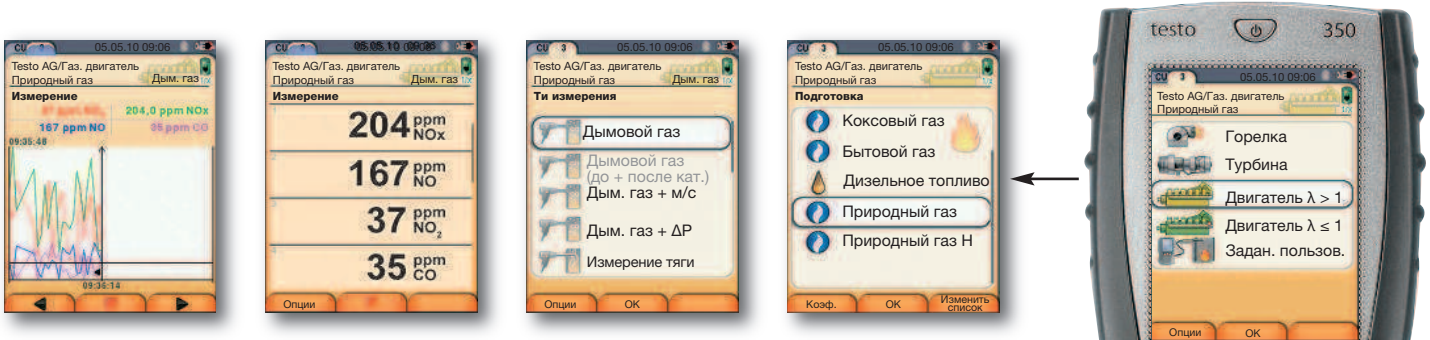 CU
05.05.10 09:06
Testo AG/Газ. двигатель
Природный газ
Дым. газ
Измерение
204,0 ppm NOx
167 ppm NO
35 ppm CO
09:35:48
09:36:14
CU
Testo AG/Газ. двигатель
Природный газ
Дым. газ
Измерение
204 ppm NOx
167 ppm NO
37 ppm NO₂
35 ppm CO
Опции
CU 3
05.05.10 09:06
Testo AG/Газ. двигатель
Природный газ
Дым. газ
Ти измерения
Дымовой газ
Дымовой газ
(до + после кат.)
Дым. газ + м/с
Дым. газ + ΔP
Измерение тяги
Опции
OK
CU 3
05.05.10 09:06
Testo AG/Газ. двигатель
Природный газ
Подготовка
Коксовый газ
Бытовой газ
Дизельное топливо
Природный газ
Природный газ H
Коэф.
OK
Изменить
список
testo
350
CU 3
05.05.10 09:06
Testo AG/Газ. двигатель
Природный газ
Горелка
Турбина
Двигатель λ > 1
Двигатель λ ≤ 1
Задан. пользов.
Опции
OK